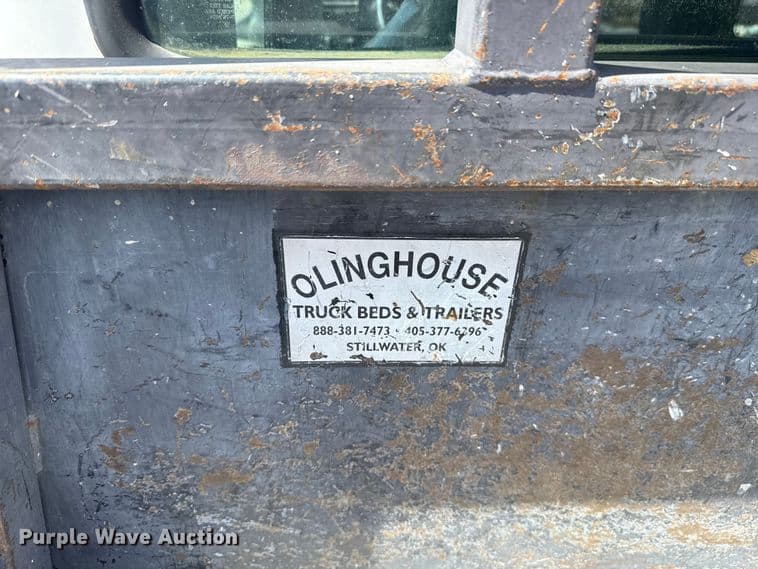 OLINGHOUSE
TRUCK BEDS & TRAILERS
888-381-7473 • 405-377-6296
STILLWATER, OK
Purple Wave Auction